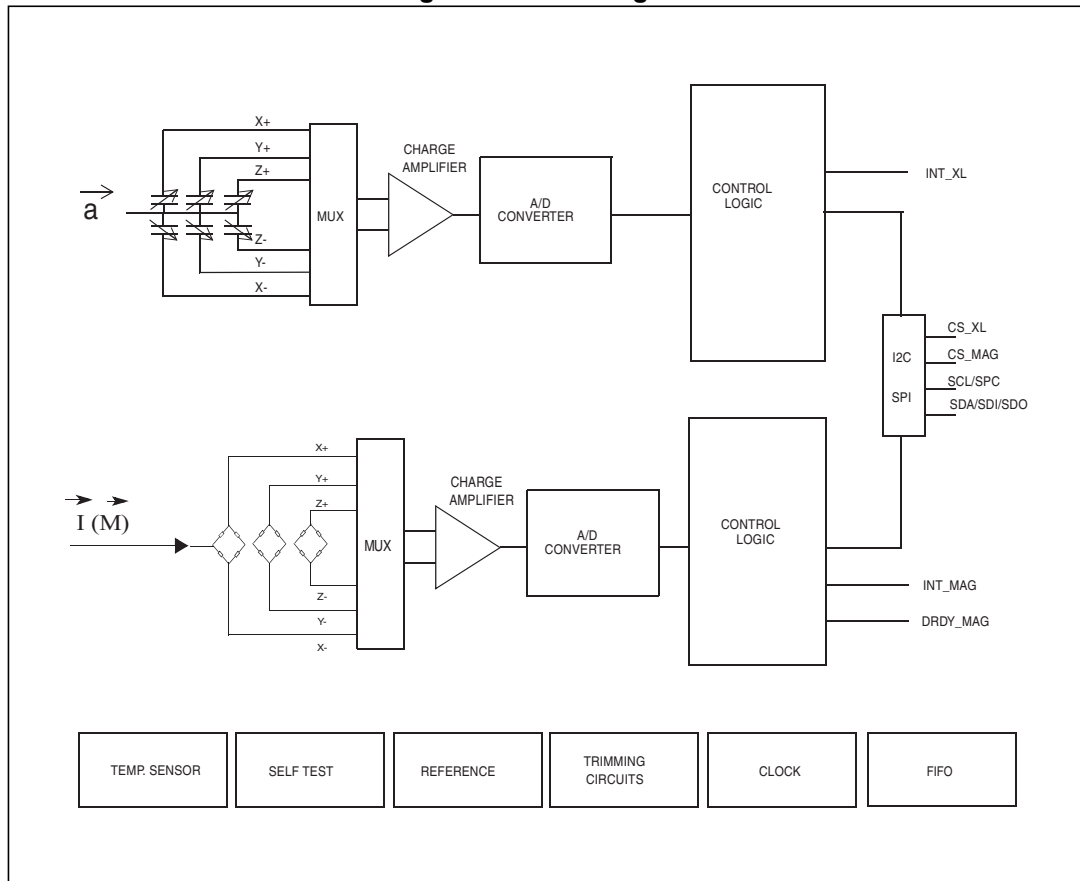 X+
Y+
Z+
a
Z-
Y-
X-
MUX
CHARGE
AMPLIFIER
A/D
CONVERTER
CONTROL
LOGIC
INT_XL
I2C
SPI
CS_XL
CS_MAG
SCL/SPC
SDA/SDI/SDO
X+
Y+
Z+
I (M)
Z-
Y-
X-
MUX
CHARGE
AMPLIFIER
A/D
CONVERTER
CONTROL
LOGIC
INT_MAG
DRDY_MAG
TEMP. SENSOR
SELF TEST
REFERENCE
TRIMMING
CIRCUITS
CLOCK
FIFO